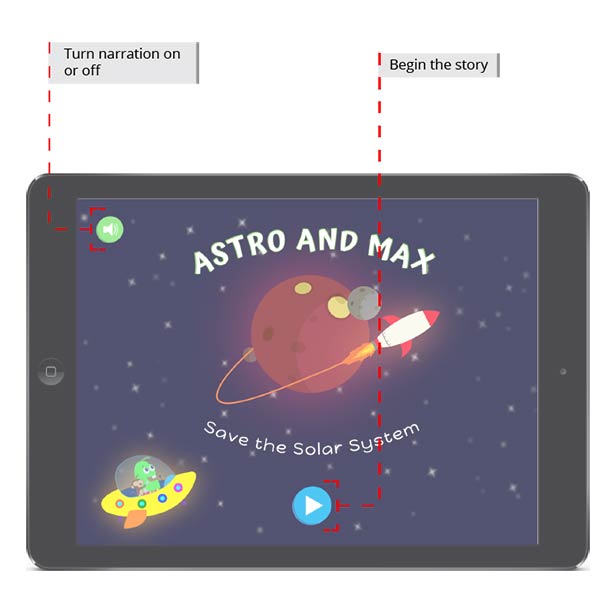 Turn narration on
or off
Begin the story
ASTRO AND MAX
Save the Solar System